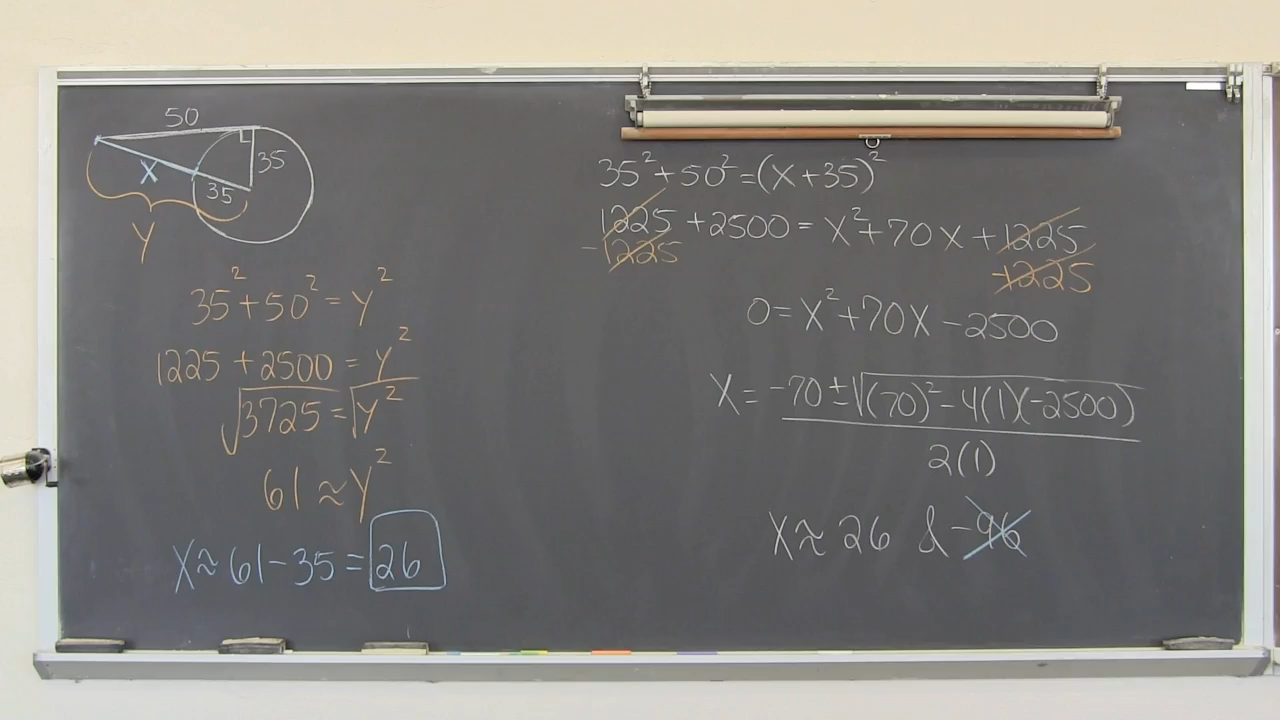 50
35
X
35
Y
35² + 50² = Y²
1225 + 2500 = Y²
√3725 = √Y²
61 ≈ Y²
X ≈ 61 - 35 = 26
35² + 50² = (X + 35)²
1225 + 2500 = X² + 70X + 1225
-1225 -1225
0 = X² + 70X - 2500
X = -70 ± √(70)² - 4(1)(-2500)
2(1)
X ≈ 26 & -96